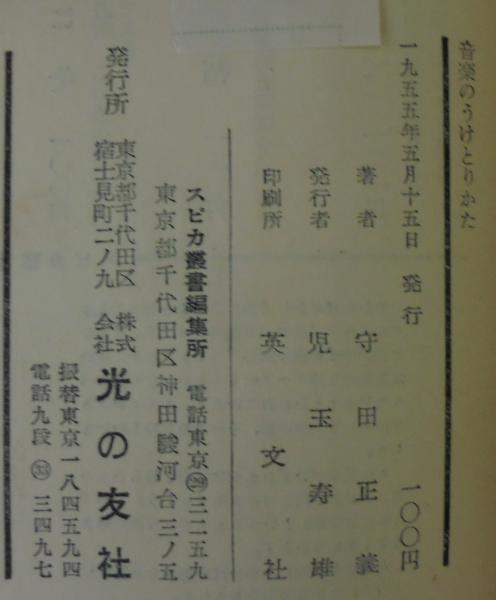 音楽のうけとりかた
一九五五年五月十五日 発行 一〇〇円
著者 守田正義
発行者 児玉寿雄
印刷所 英文社
スピカ叢書編集所 電話東京(29)三二五九
東京都千代田区神田駿河台三ノ五
発行所 東京都千代田区富士見町二ノ九 株式会社 光の友社
振替東京一八四五九四
電話九段(33)三四九七